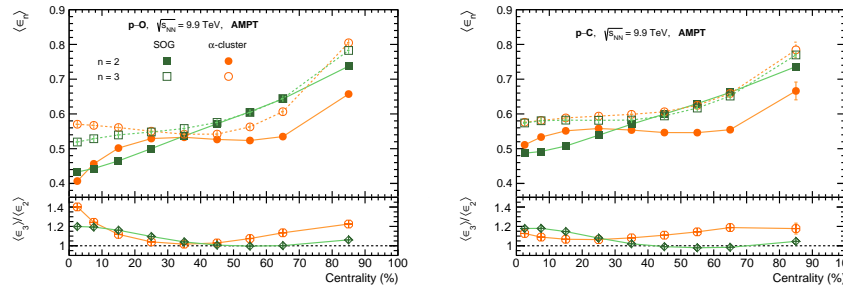 p–O, √s_NN = 9.9 TeV, AMPT
SOG α-cluster
n = 2
n = 3
⟨ε_n⟩
0.9
0.8
0.7
0.6
0.5
0.4
⟨ε_3⟩/⟨ε_2⟩
1.4
1.2
1
0 10 20 30 40 50 60 70 80 90 100
Centrality (%)
p–C, √s_NN = 9.9 TeV, AMPT
⟨ε_n⟩
0.9
0.8
0.7
0.6
0.5
0.4
⟨ε_3⟩/⟨ε_2⟩
1.4
1.2
1
0 10 20 30 40 50 60 70 80 90 100
Centrality (%)